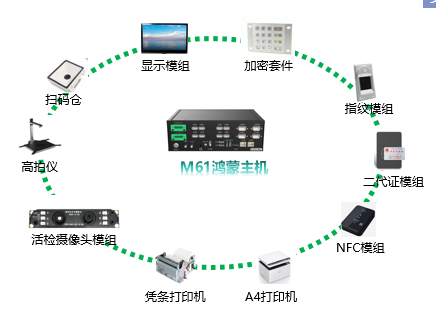 显示模组
加密套件
扫码仓
指纹模组
M61鸿蒙主机
高拍仪
二代证模组
活检摄像头模组
NFC模组
凭条打印机
A4打印机